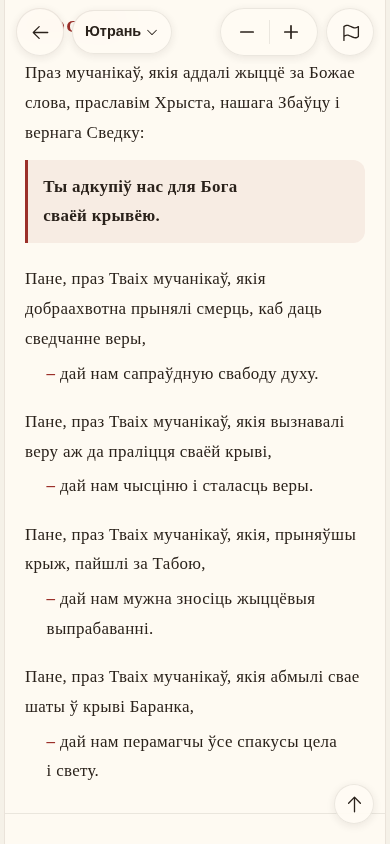 Ютрань
Праз мучанікаў, якія аддалі жыццё за Божае
слова, праславім Хрыста, нашага Збаўцу і
вернага Сведку:
Ты адкупіў нас для Бога
сваёй крывёю.
Пане, праз Тваіх мучанікаў, якія
добраахвотна прынялі смерць, каб даць
сведчанне веры,
– дай нам сапраўдную свабоду духу.
Пане, праз Тваіх мучанікаў, якія вызнавалі
веру аж да праліцця сваёй крыві,
– дай нам чысціню і сталасць веры.
Пане, праз Тваіх мучанікаў, якія, прыняўшы
крыж, пайшлі за Табою,
– дай нам мужна зносіць жыццёвыя
выпрабаванні.
Пане, праз Тваіх мучанікаў, якія абмылі свае
шаты ў крыві Баранка,
– дай нам перамагчы ўсе спакусы цела
і свету.